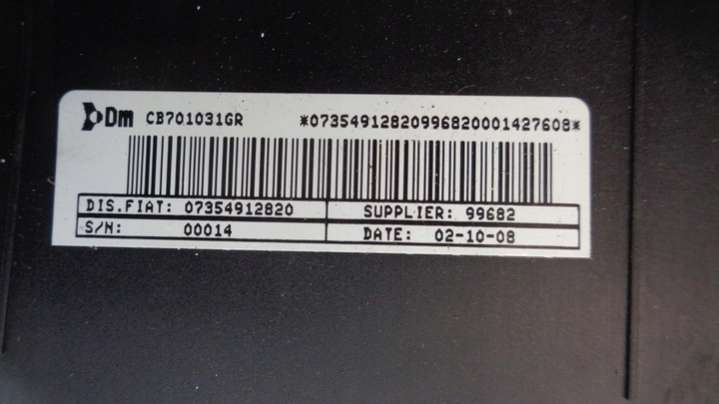 Dm CB701031GR *07354912820996820001427608*
DIS.FIAT: 07354912820 SUPPLIER: 99682
S/N: 00014 DATE: 02-10-08